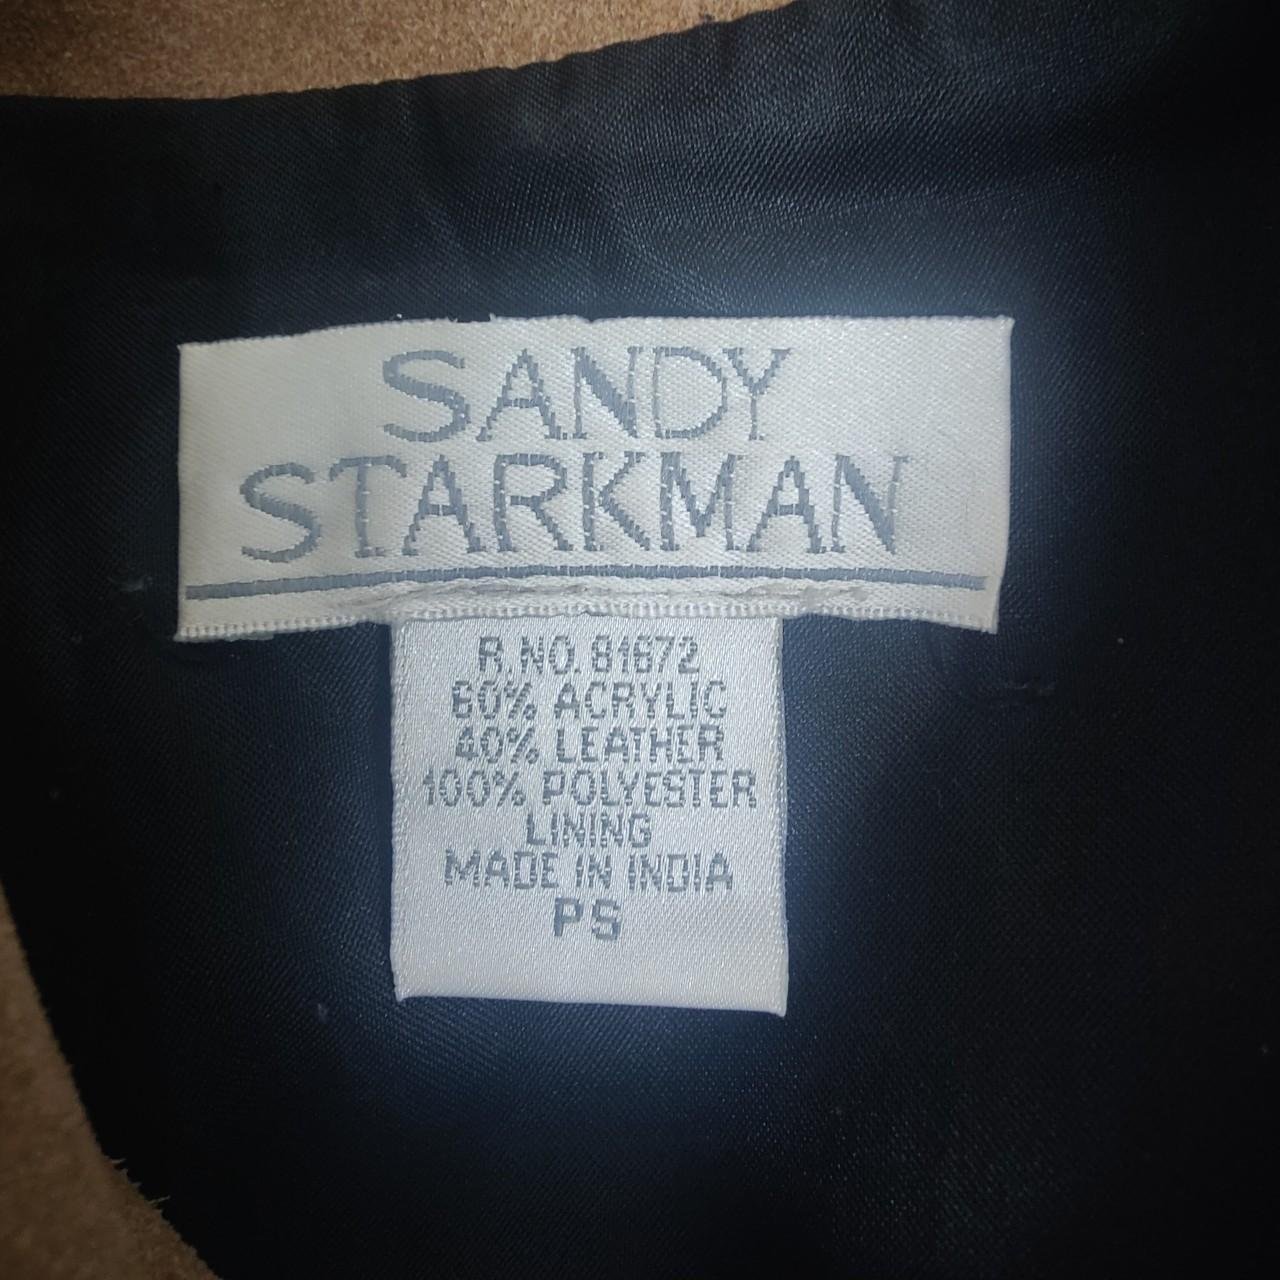 SANDY
STARKMAN
R.NO. 81672
60% ACRYLIC
40% LEATHER
100% POLYESTER
LINING
MADE IN INDIA
PS